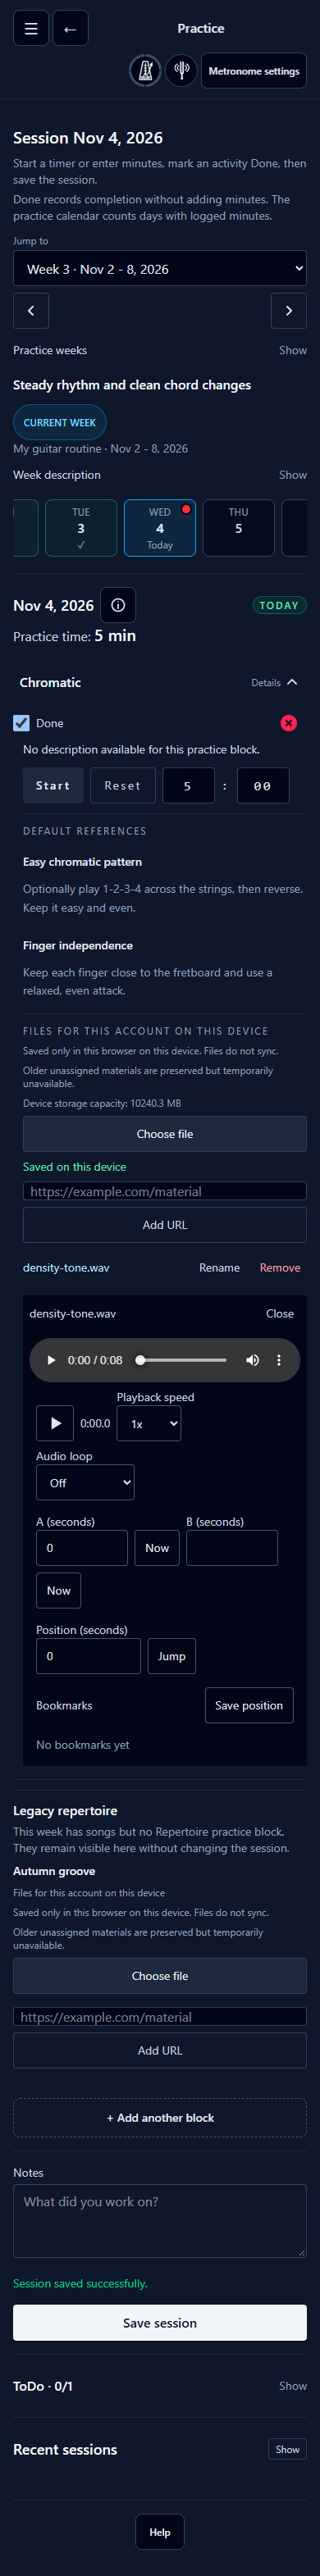 Practice
Metronome settings
Session Nov 4, 2026
Start a timer or enter minutes, mark an activity Done, then
save the session.
Done records completion without adding minutes. The
practice calendar counts days with logged minutes.
Jump to
Week 3 · Nov 2 - 8, 2026
Practice weeks Show
Steady rhythm and clean chord changes
CURRENT WEEK
My guitar routine · Nov 2 - 8, 2026
Week description Show
TUE WED THU
3 4 5
✓ Today
Nov 4, 2026 TODAY
Practice time: 5 min
Chromatic Details
Done
No description available for this practice block.
Start Reset 5 : 00
DEFAULT REFERENCES
Easy chromatic pattern
Optionally play 1-2-3-4 across the strings, then reverse.
Keep it easy and even.
Finger independence
Keep each finger close to the fretboard and use a
relaxed, even attack.
FILES FOR THIS ACCOUNT ON THIS DEVICE
Saved only in this browser on this device. Files do not sync.
Older unassigned materials are preserved but temporarily
unavailable.
Device storage capacity: 10240.3 MB
Choose file
Saved on this device
https://example.com/material
Add URL
density-tone.wav Rename Remove
density-tone.wav Close
0:00 / 0:08
Playback speed
0:00.0 1x
Audio loop
Off
A (seconds) B (seconds)
0 Now
Now
Position (seconds)
0 Jump
Bookmarks Save position
No bookmarks yet
Legacy repertoire
This week has songs but no Repertoire practice block.
They remain visible here without changing the session.
Autumn groove
Files for this account on this device
Saved only in this browser on this device. Files do not sync.
Older unassigned materials are preserved but temporarily
unavailable.
Choose file
https://example.com/material
Add URL
+ Add another block
Notes
What did you work on?
Session saved successfully.
Save session
ToDo · 0/1 Show
Recent sessions Show
Help